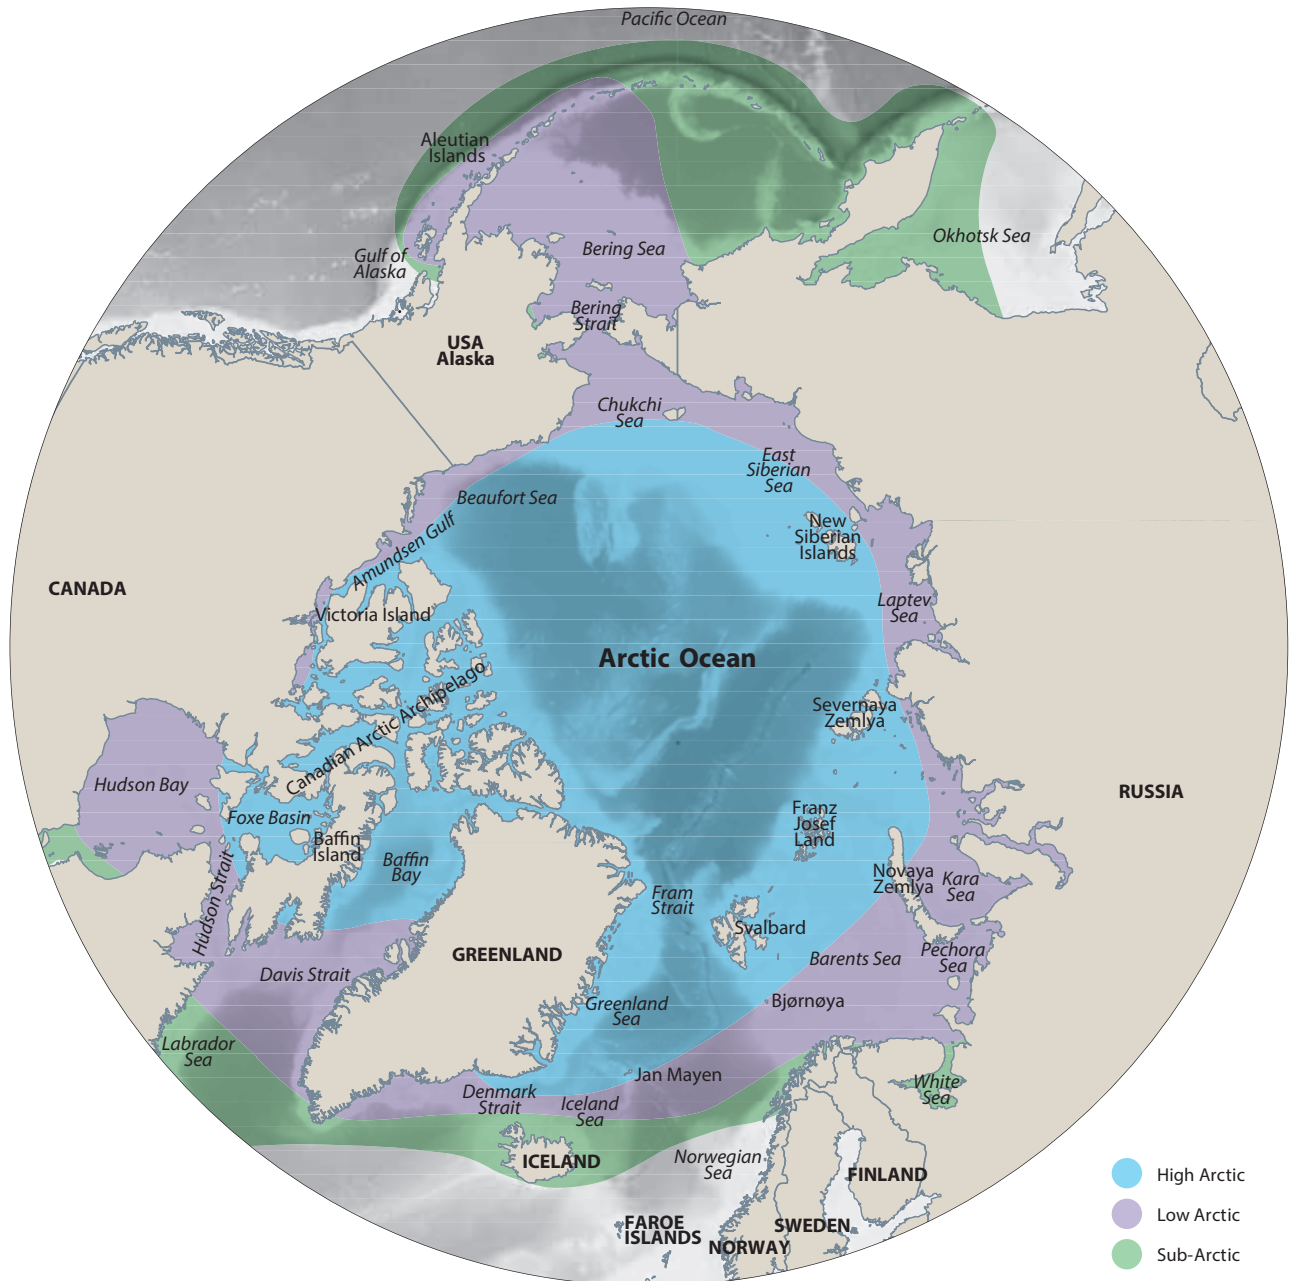 Pacific Ocean
Aleutian
Islands
Gulf of
Alaska
Bering Sea
Okhotsk Sea
Bering
Strait
USA
Alaska
Chukchi
Sea
East
Siberian
Sea
Beaufort Sea
New
Siberian
Islands
Amundsen Gulf
CANADA
Victoria Island
Laptev
Sea
Arctic Ocean
Canadian Arctic Archipelago
Severnaya
Zemlya
Hudson Bay
RUSSIA
Foxe Basin
Franz
Josef
Land
Baffin
Island
Baffin
Bay
Novaya
Zemlya
Kara
Sea
Hudson Strait
Fram
Strait
Svalbard
GREENLAND
Barents Sea
Pechora
Sea
Davis Strait
Bjørnøya
Greenland
Sea
Labrador
Sea
Jan Mayen
White
Sea
Denmark
Strait
Iceland
Sea
ICELAND
Norwegian
Sea
FINLAND
High Arctic
Low Arctic
Sub-Arctic
FAROE
ISLANDS
SWEDEN
NORWAY